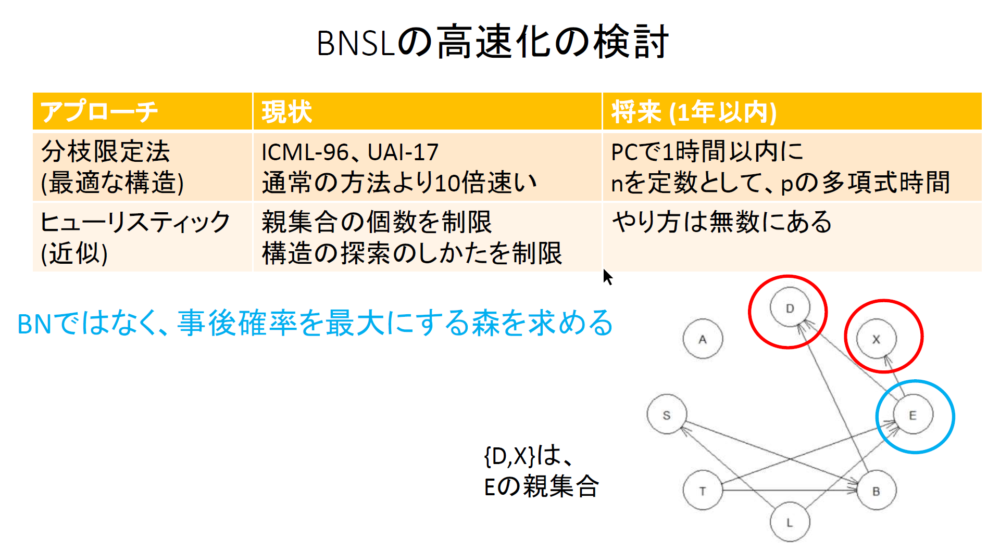 BNSLの高速化の検討
アプローチ
現状
将来 (1年以内)
分枝限定法
(最適な構造)
ICML-96、UAI-17
通常の方法より10倍速い
PCで1時間以内に
nを定数として、pの多項式時間
ヒューリスティック
(近似)
親集合の個数を制限
構造の探索のしかたを制限
やり方は無数にある
BNではなく、事後確率を最大にする森を求める
D
A
X
S
E
{D,X}は、
Eの親集合
T
B
L